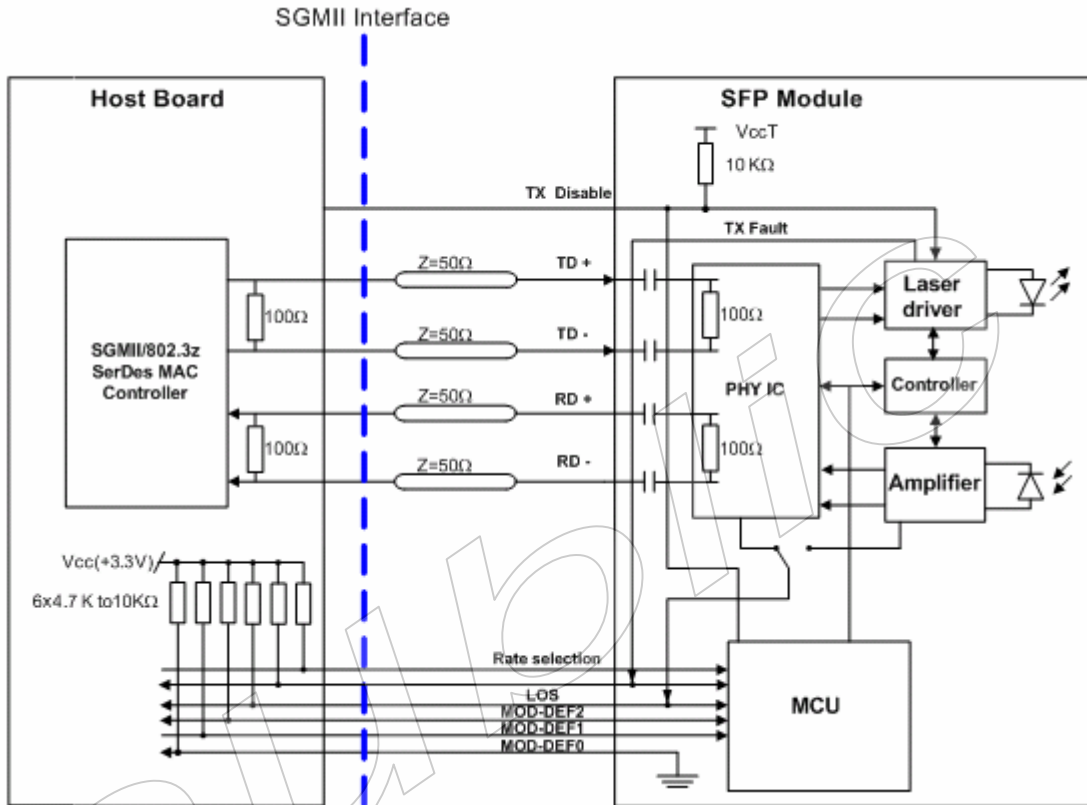 SGMII Interface
Host Board
SFP Module
VccT
10 KΩ
TX Disable
TX Fault
SGMII/802.3z
SerDes MAC
Controller
100Ω
100Ω
Z=50Ω
TD +
Z=50Ω
TD -
Z=50Ω
RD +
Z=50Ω
RD -
100Ω
PHY IC
100Ω
Laser
driver
Controller
Amplifier
Vcc(+3.3V)
6x4.7 K to10KΩ
Rate selection
LOS
MOD-DEF2
MOD-DEF1
MOD-DEF0
MCU